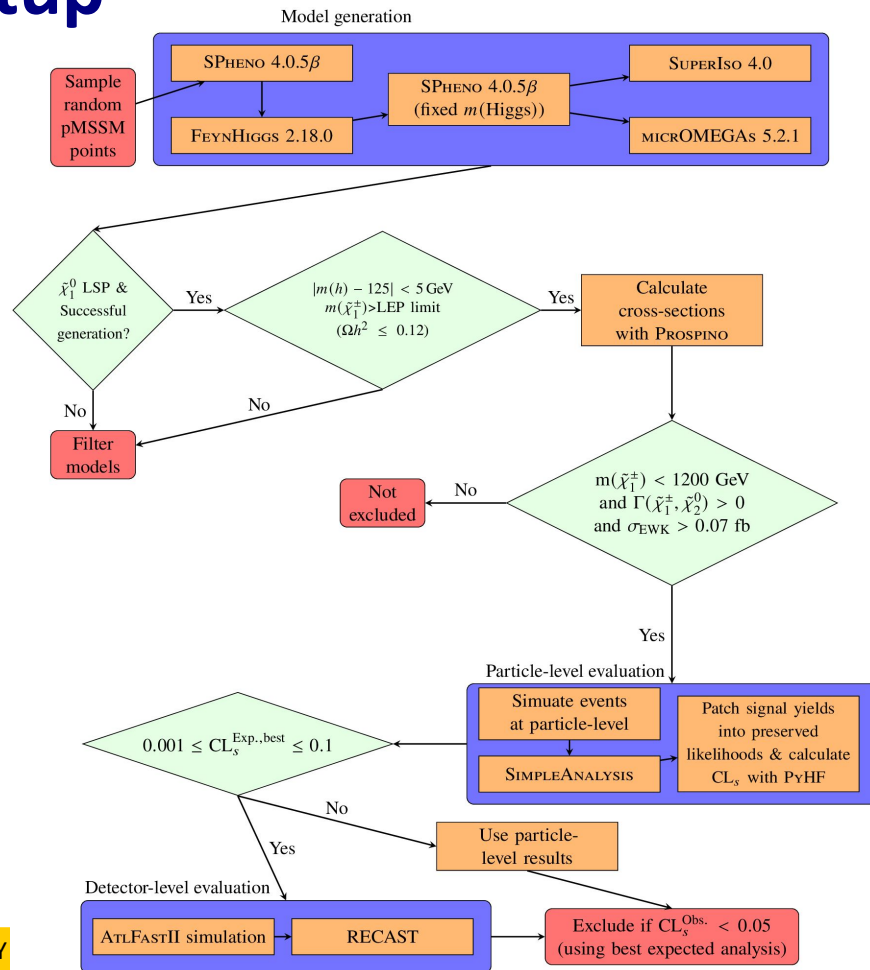 tup
Model generation
Sample
random
pMSSM
points
SPheno 4.0.5β
FeynHiggs 2.18.0
SPheno 4.0.5β
(fixed m(Higgs))
SuperIso 4.0
micrOMEGAs 5.2.1
χ̃₁⁰ LSP &
Successful
generation?
Yes
|m(h) − 125| < 5 GeV
m(χ̃₁±)>LEP limit
(Ωh² ≤ 0.12)
Yes
Calculate
cross-sections
with Prospino
No
No
Filter
models
m(χ̃₁±) < 1200 GeV
and Γ(χ̃₁±, χ̃₂⁰) > 0
and σEWK > 0.07 fb
No
Not
excluded
Yes
Particle-level evaluation
Simuate events
at particle-level
SimpleAnalysis
Patch signal yields
into preserved
likelihoods & calculate
CLs with PyHF
0.001 ≤ CLs^Exp.,best ≤ 0.1
No
Use particle-
level results
Yes
Detector-level evaluation
AtlFastII simulation
RECAST
Exclude if CLs^Obs. < 0.05
(using best expected analysis)
Y